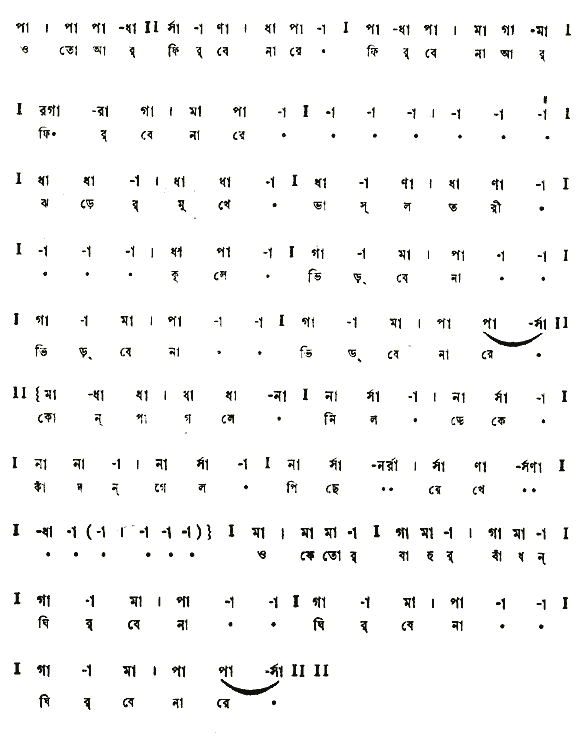 পা । পা পা -ধা II র্সা -া ণা । ধা পা -া I পা -ধা পা । মা গা -মা I
ও তো আ র্ ফি র্ বে না রে • ফি র্ বে না আ র্
I রগা -রা গা । মা পা -া I -া -া -া । -া -া -া I
ফি• র্ বে না রে • • • • • • •
I ধা ধা -া । ধা ধা -া I ধা -া ণা । ধা ণা -া I
ঝ ড়ে র্ মু খে • ভা স্ ল ত রী •
I -া -া -া । ধা পা -া I গা -া মা । পা -া -া I
• • • কূ লে • ভি ড়্ বে না • •
I গা -া মা । পা -া -া I গা -া মা । পা পা -র্সা II
ভি ড়্ বে না • • ভি ড়্ বে না রে •
II {মা -ধা ধা । ধা ধা -না I না র্সা -া । না র্সা -া I
কো ন্ পা গ লে • নি ল • ডে কে •
I না না -া । না র্সা -া I না র্সা -নর্রা । র্সা ণা -র্সণা I
কাঁ দ ন্ গে ল • পি ছে •• রে খে ••
I -ধা -া (-া । -া -া -া)} I মা । মা মা -া I গা মা -া । গা মা -া I
• • • • • • ও কে তো র্ বা হু র্ বাঁ ধ ন্
I গা -া মা । পা -া -া I গা -া মা । পা -া -া I
ঘি র্ বে না • • ঘি র্ বে না • •
I গা -া মা । পা পা -র্সা II II
ঘি র্ বে না রে •